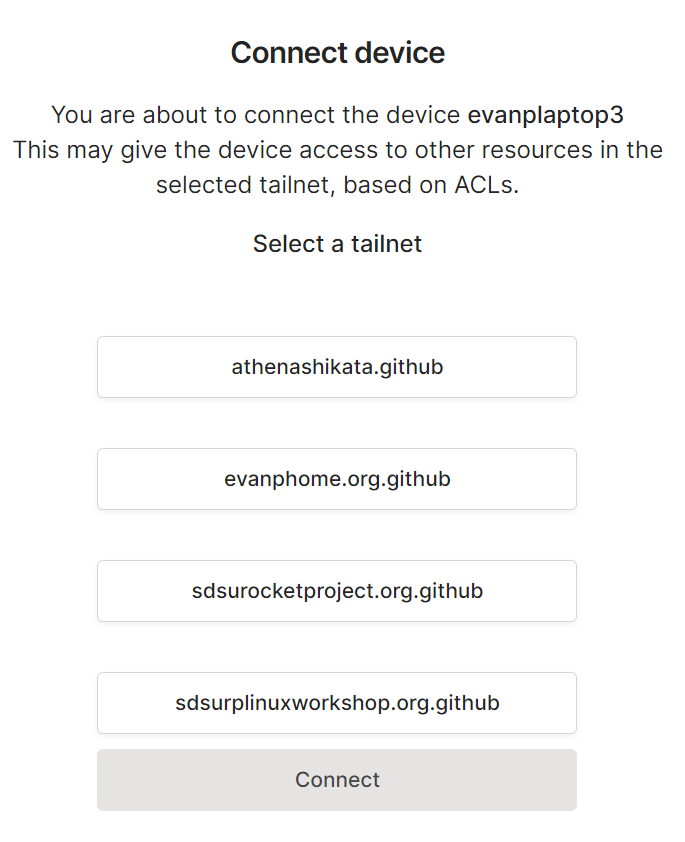 Connect device
You are about to connect the device evanplaptop3
This may give the device access to other resources in the
selected tailnet, based on ACLs.
Select a tailnet
athenashikata.github
evanphome.org.github
sdsurocketproject.org.github
sdsurplinuxworkshop.org.github
Connect